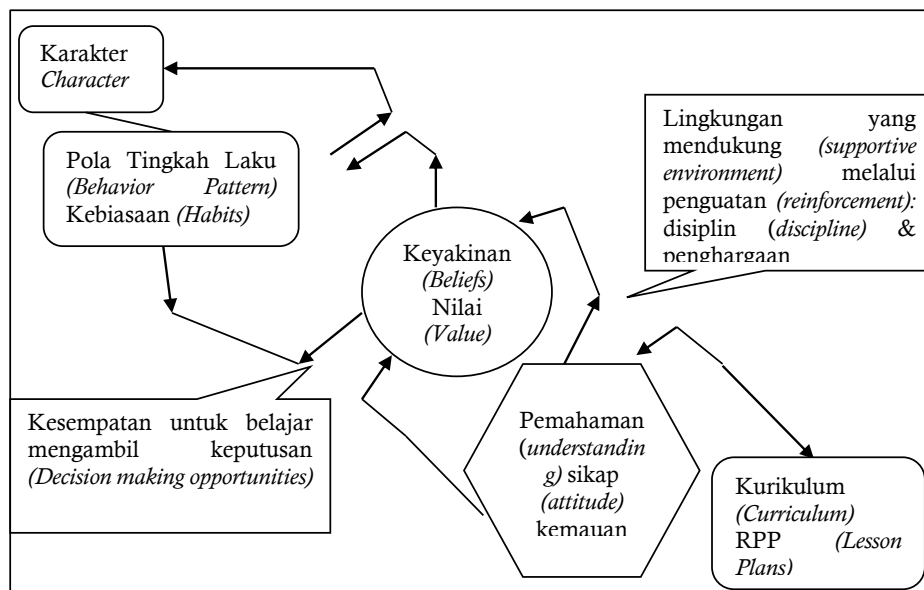 Karakter
Character
Pola Tingkah Laku
(Behavior Pattern)
Kebiasaan (Habits)
Lingkungan yang
mendukung (supportive
environment) melalui
penguatan (reinforcement):
disiplin (discipline) &
penghargaan
Keyakinan
(Beliefs)
Nilai
(Value)
Kesempatan untuk belajar
mengambil keputusan
(Decision making opportunities)
Pemahaman
(understandin
g) sikap
(attitude)
kemauan
Kurikulum
(Curriculum)
RPP (Lesson
Plans)